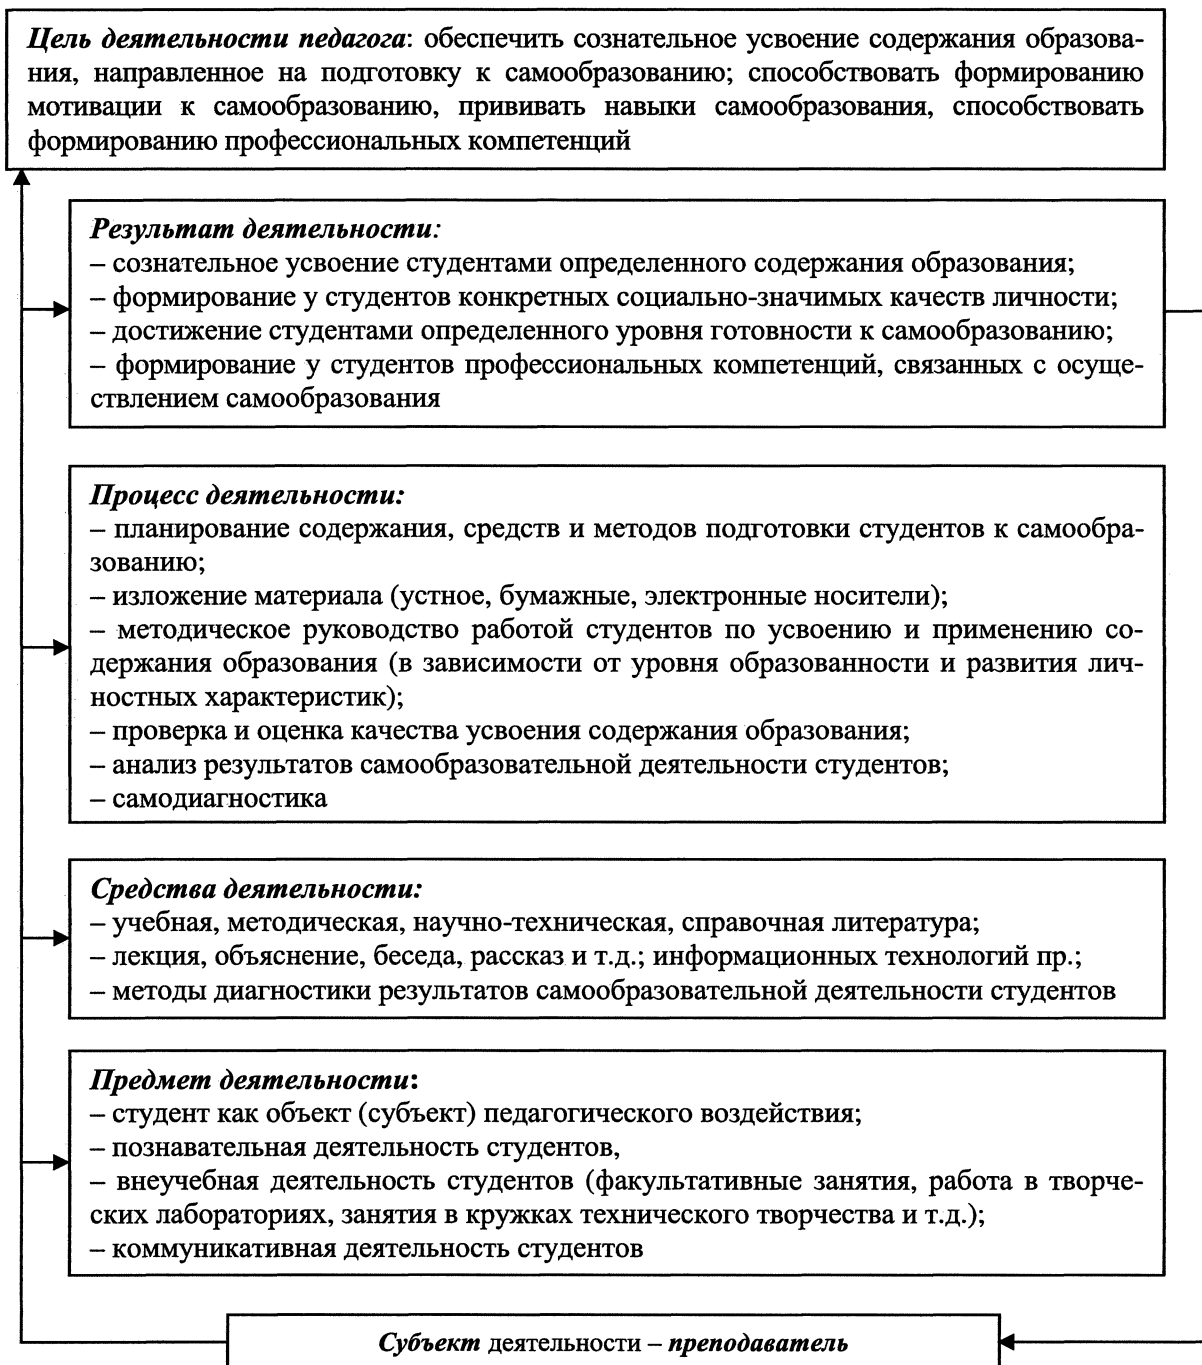 Цель деятельности педагога: обеспечить сознательное усвоение содержания образова-
ния, направленное на подготовку к самообразованию; способствовать формированию
мотивации к самообразованию, прививать навыки самообразования, способствовать
формированию профессиональных компетенций
Результат деятельности:
– сознательное усвоение студентами определенного содержания образования;
– формирование у студентов конкретных социально-значимых качеств личности;
– достижение студентами определенного уровня готовности к самообразованию;
– формирование у студентов профессиональных компетенций, связанных с осуще-
ствлением самообразования
Процесс деятельности:
– планирование содержания, средств и методов подготовки студентов к самообра-
зованию;
– изложение материала (устное, бумажные, электронные носители);
– методическое руководство работой студентов по усвоению и применению со-
держания образования (в зависимости от уровня образованности и развития лич-
ностных характеристик);
– проверка и оценка качества усвоения содержания образования;
– анализ результатов самообразовательной деятельности студентов;
– самодиагностика
Средства деятельности:
– учебная, методическая, научно-техническая, справочная литература;
– лекция, объяснение, беседа, рассказ и т.д.; информационных технологий пр.;
– методы диагностики результатов самообразовательной деятельности студентов
Предмет деятельности:
– студент как объект (субъект) педагогического воздействия;
– познавательная деятельность студентов,
– внеучебная деятельность студентов (факультативные занятия, работа в творче-
ских лабораториях, занятия в кружках технического творчества и т.д.);
– коммуникативная деятельность студентов
Субъект деятельности – преподаватель